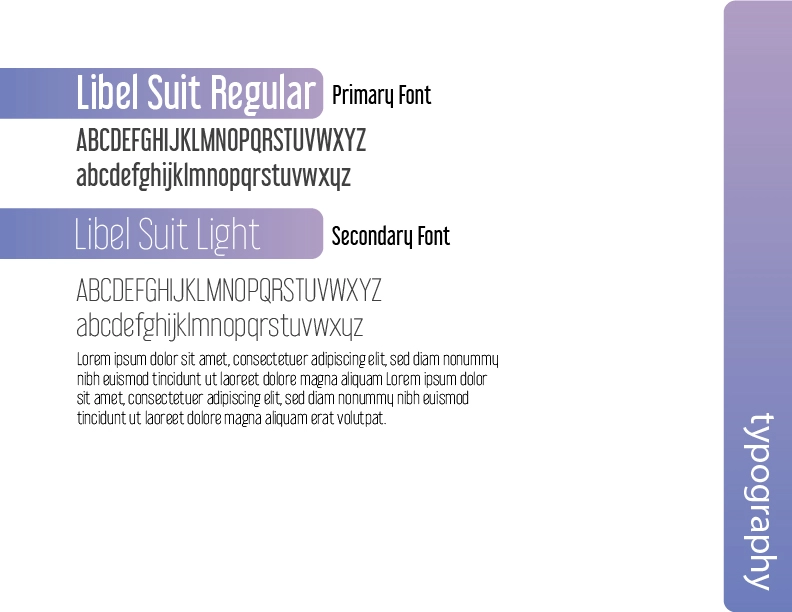 Libel Suit Regular Primary Font
ABCDEFGHIJKLMNOPQRSTUVWXYZ
abcdefghijklmnopqrstuvwxyz
Libel Suit Light Secondary Font
ABCDEFGHIJKLMNOPQRSTUVWXYZ
abcdefghijklmnopqrstuvwxyz
Lorem ipsum dolor sit amet, consectetuer adipiscing elit, sed diam nonummy
nibh euismod tincidunt ut laoreet dolore magna aliquam Lorem ipsum dolor
sit amet, consectetuer adipiscing elit, sed diam nonummy nibh euismod
tincidunt ut laoreet dolore magna aliquam erat volutpat.
typography